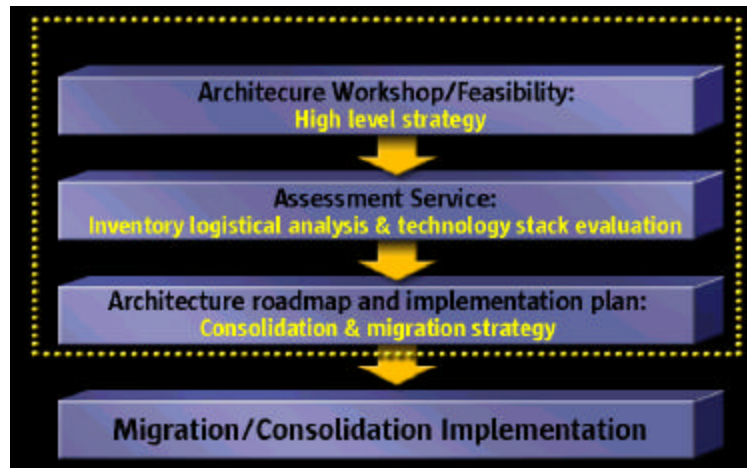 Architecure Workshop/Feasibility:
High level strategy
Assessment Service:
Inventory logistical analysis & technology stack evaluation
Architecture roadmap and implementation plan:
Consolidation & migration strategy
Migration/Consolidation Implementation